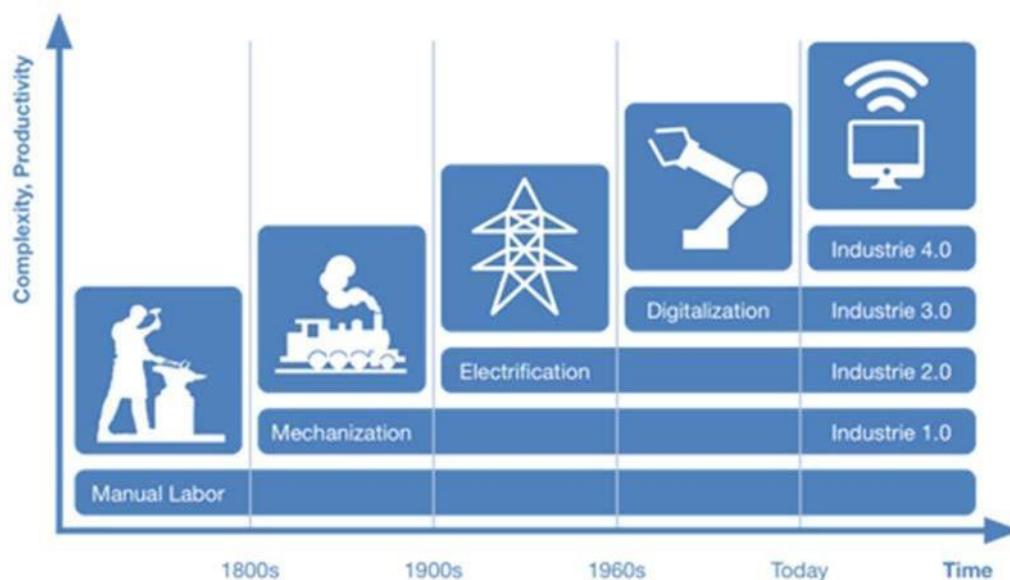 Complexity, Productivity
Industrie 4.0
Digitalization Industrie 3.0
Electrification Industrie 2.0
Mechanization Industrie 1.0
Manual Labor
1800s 1900s 1960s Today Time